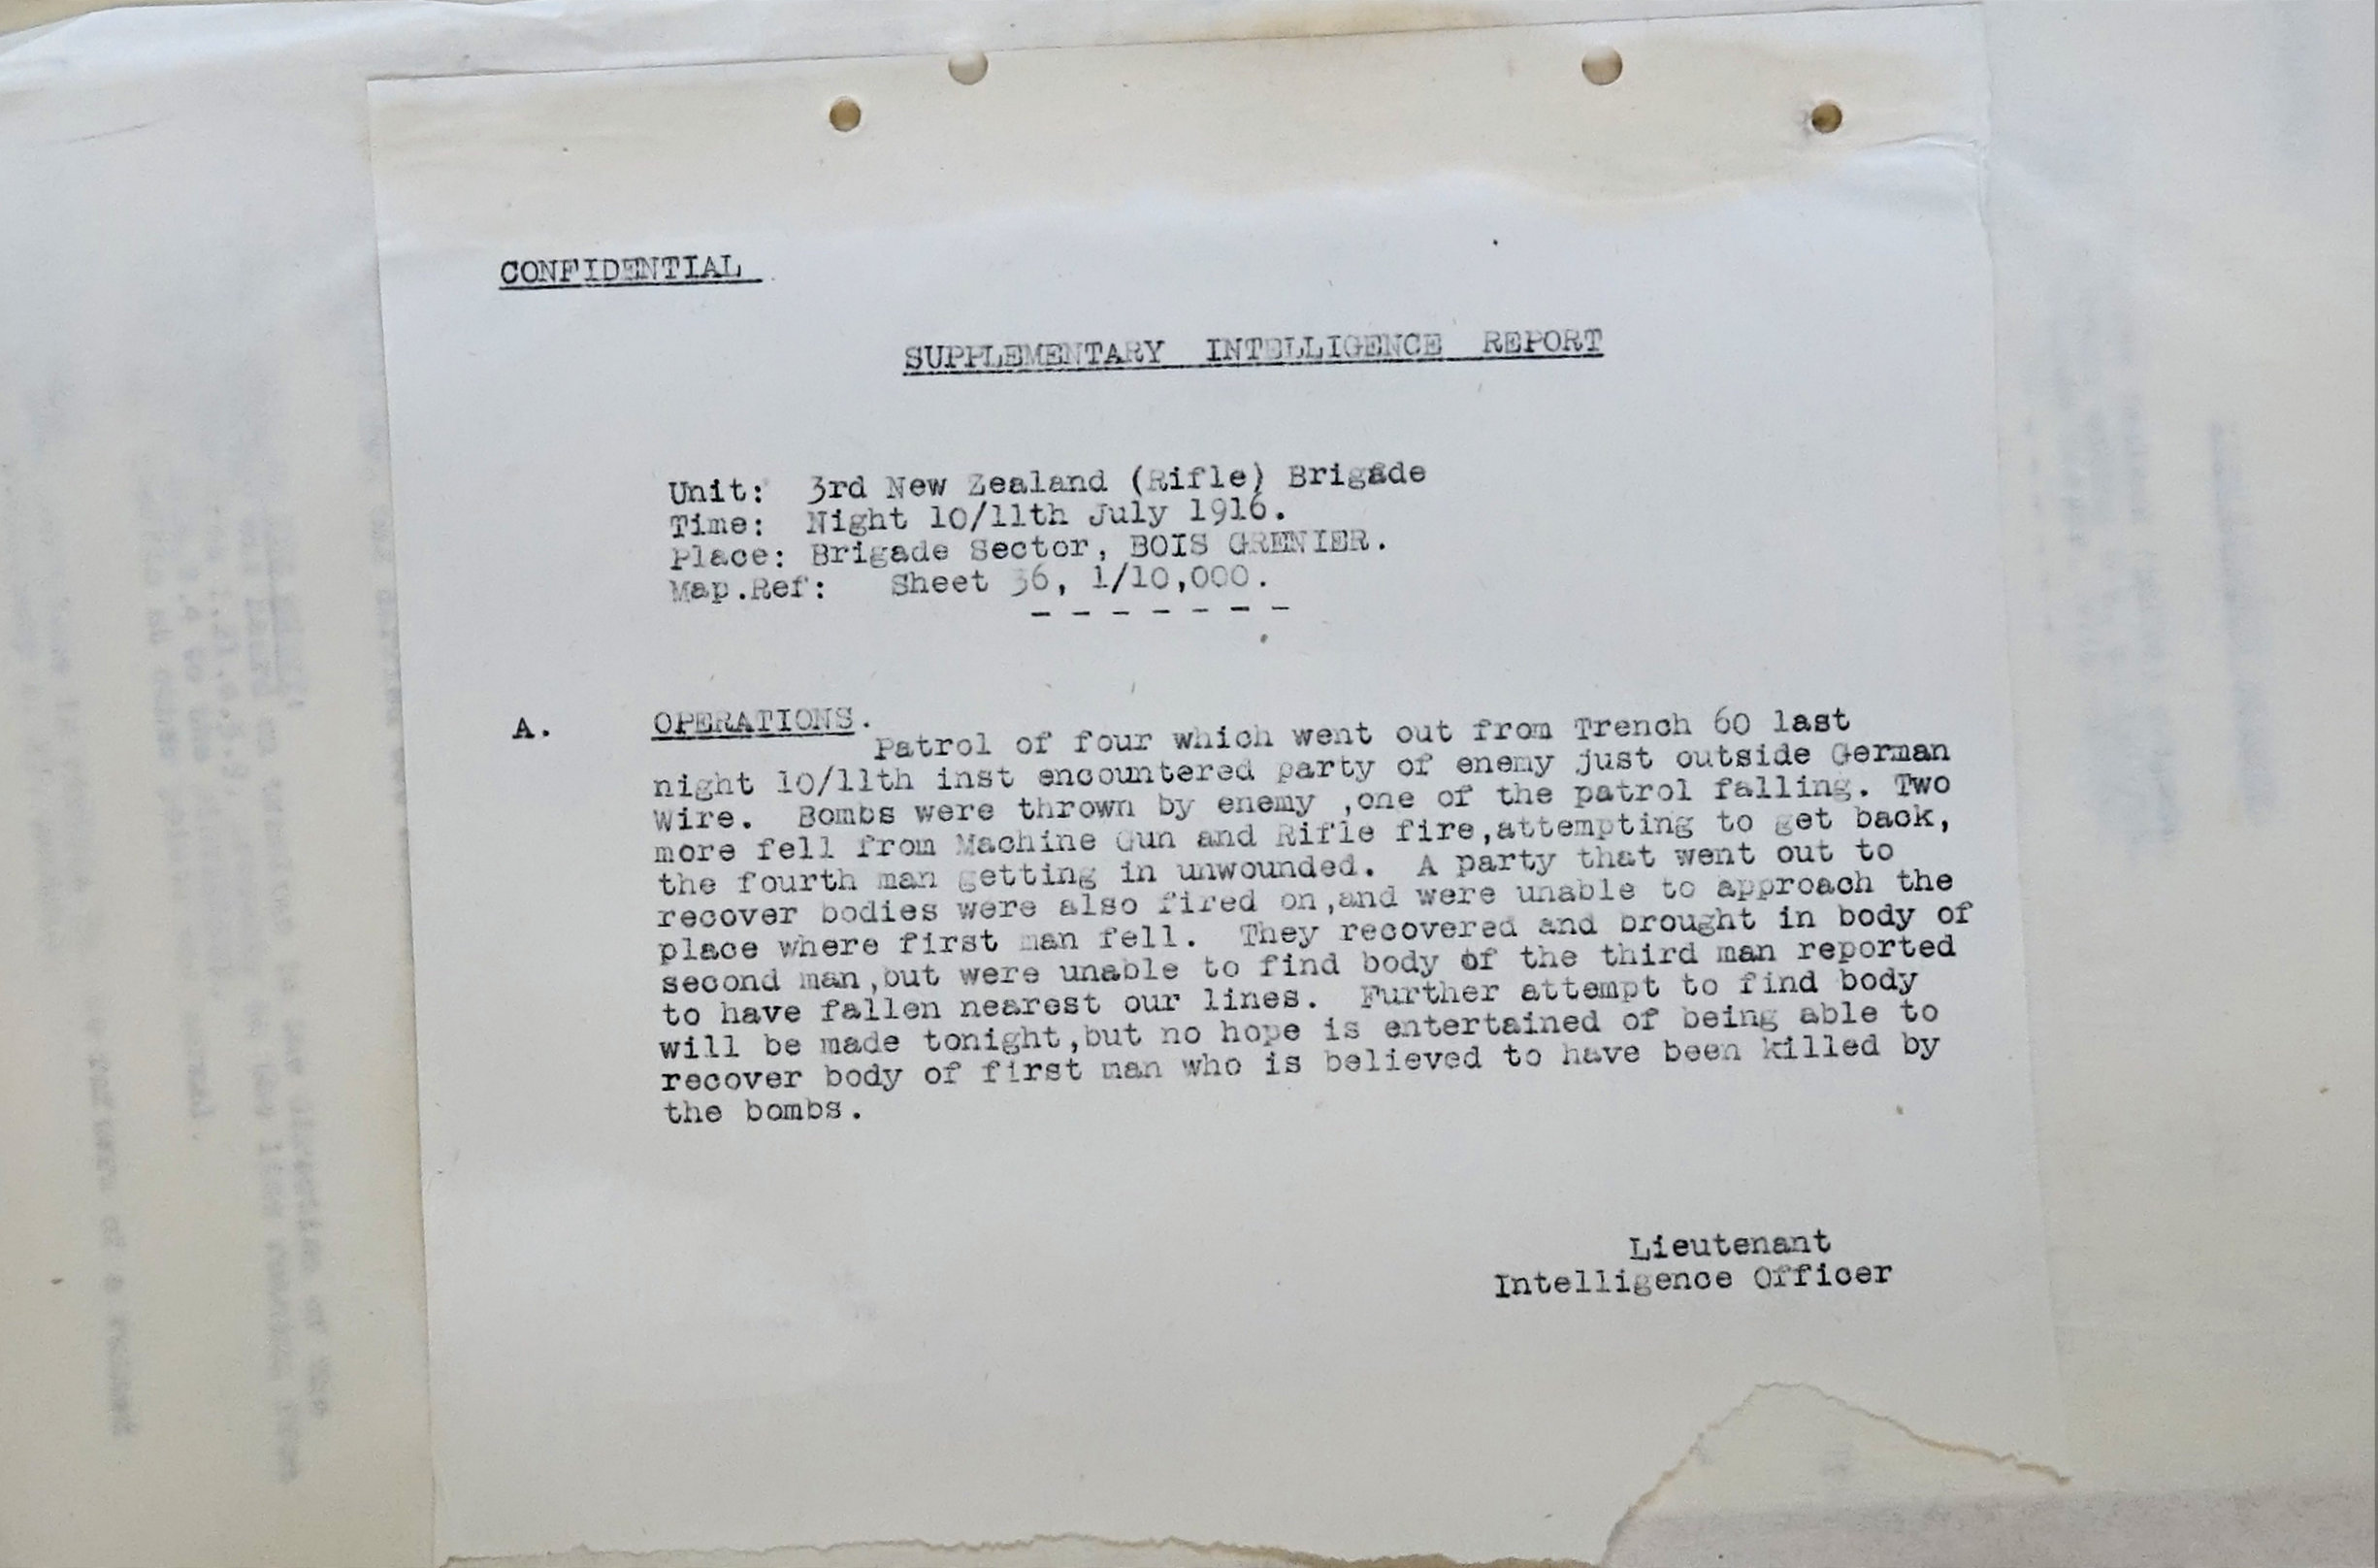 CONFIDENTIAL
SUPPLEMENTARY INTELLIGENCE REPORT
Unit: 3rd New Zealand (Rifle) Brigade
Time: Night 10/11th July 1916.
Place: Brigade Sector, BOIS GRENIER.
Map.Ref: Sheet 36, 1/10,000.
- - - - - - -
A. OPERATIONS.
Patrol of four which went out from Trench 60 last
night 10/11th inst encountered party of enemy just outside German
Wire. Bombs were thrown by enemy ,one of the patrol falling. Two
more fell from Machine Gun and Rifle fire,attempting to get back,
the fourth man getting in unwounded. A party that went out to
recover bodies were also fired on,and were unable to approach the
place where first man fell. They recovered and brought in body of
second man,but were unable to find body of the third man reported
to have fallen nearest our lines. Further attempt to find body
will be made tonight,but no hope is entertained of being able to
recover body of first man who is believed to have been killed by
the bombs.
Lieutenant
Intelligence Officer